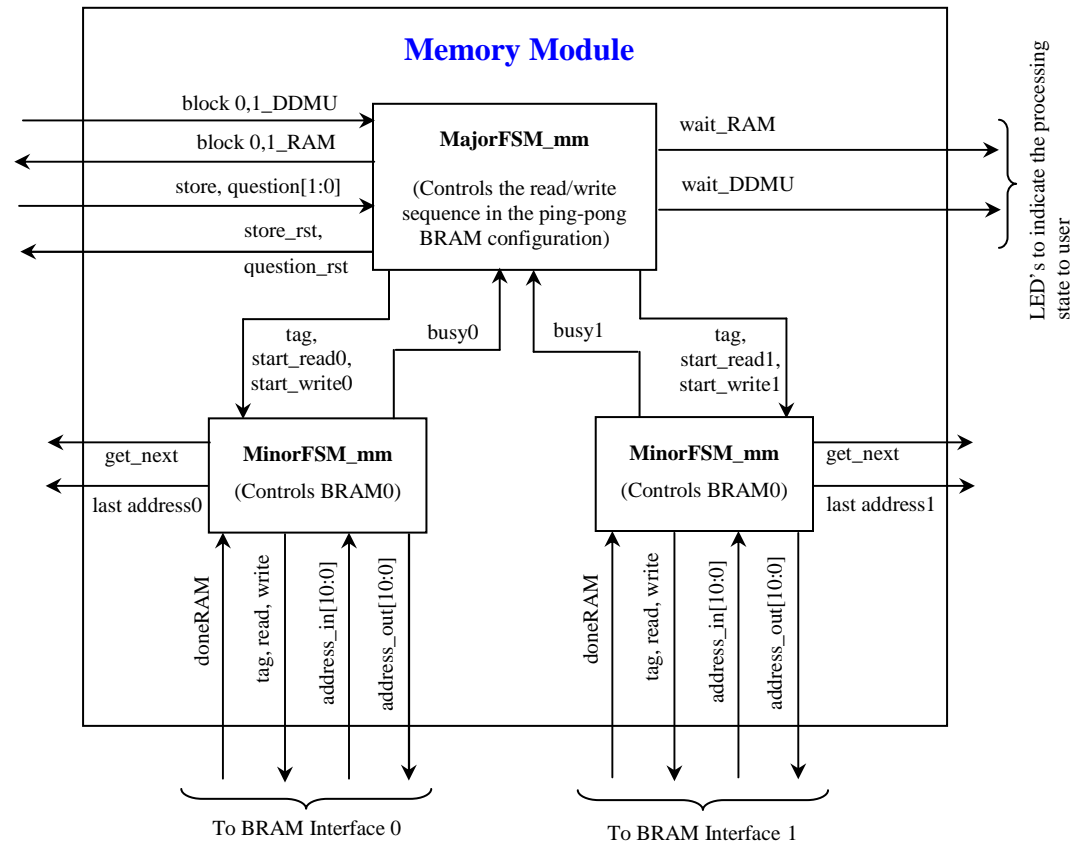 Memory Module
block 0,1_DDMU
block 0,1_RAM
store, question[1:0]
store_rst,
question_rst
MajorFSM_mm
(Controls the read/write
sequence in the ping-pong
BRAM configuration)
wait_RAM
wait_DDMU
LED's to indicate the processing
state to user
tag,
start_read0,
start_write0
busy0
busy1
tag,
start_read1,
start_write1
get_next
last address0
MinorFSM_mm
(Controls BRAM0)
MinorFSM_mm
(Controls BRAM0)
get_next
last address1
doneRAM
tag, read, write
address_in[10:0]
address_out[10:0]
doneRAM
tag, read, write
address_in[10:0]
address_out[10:0]
To BRAM Interface 0
To BRAM Interface 1